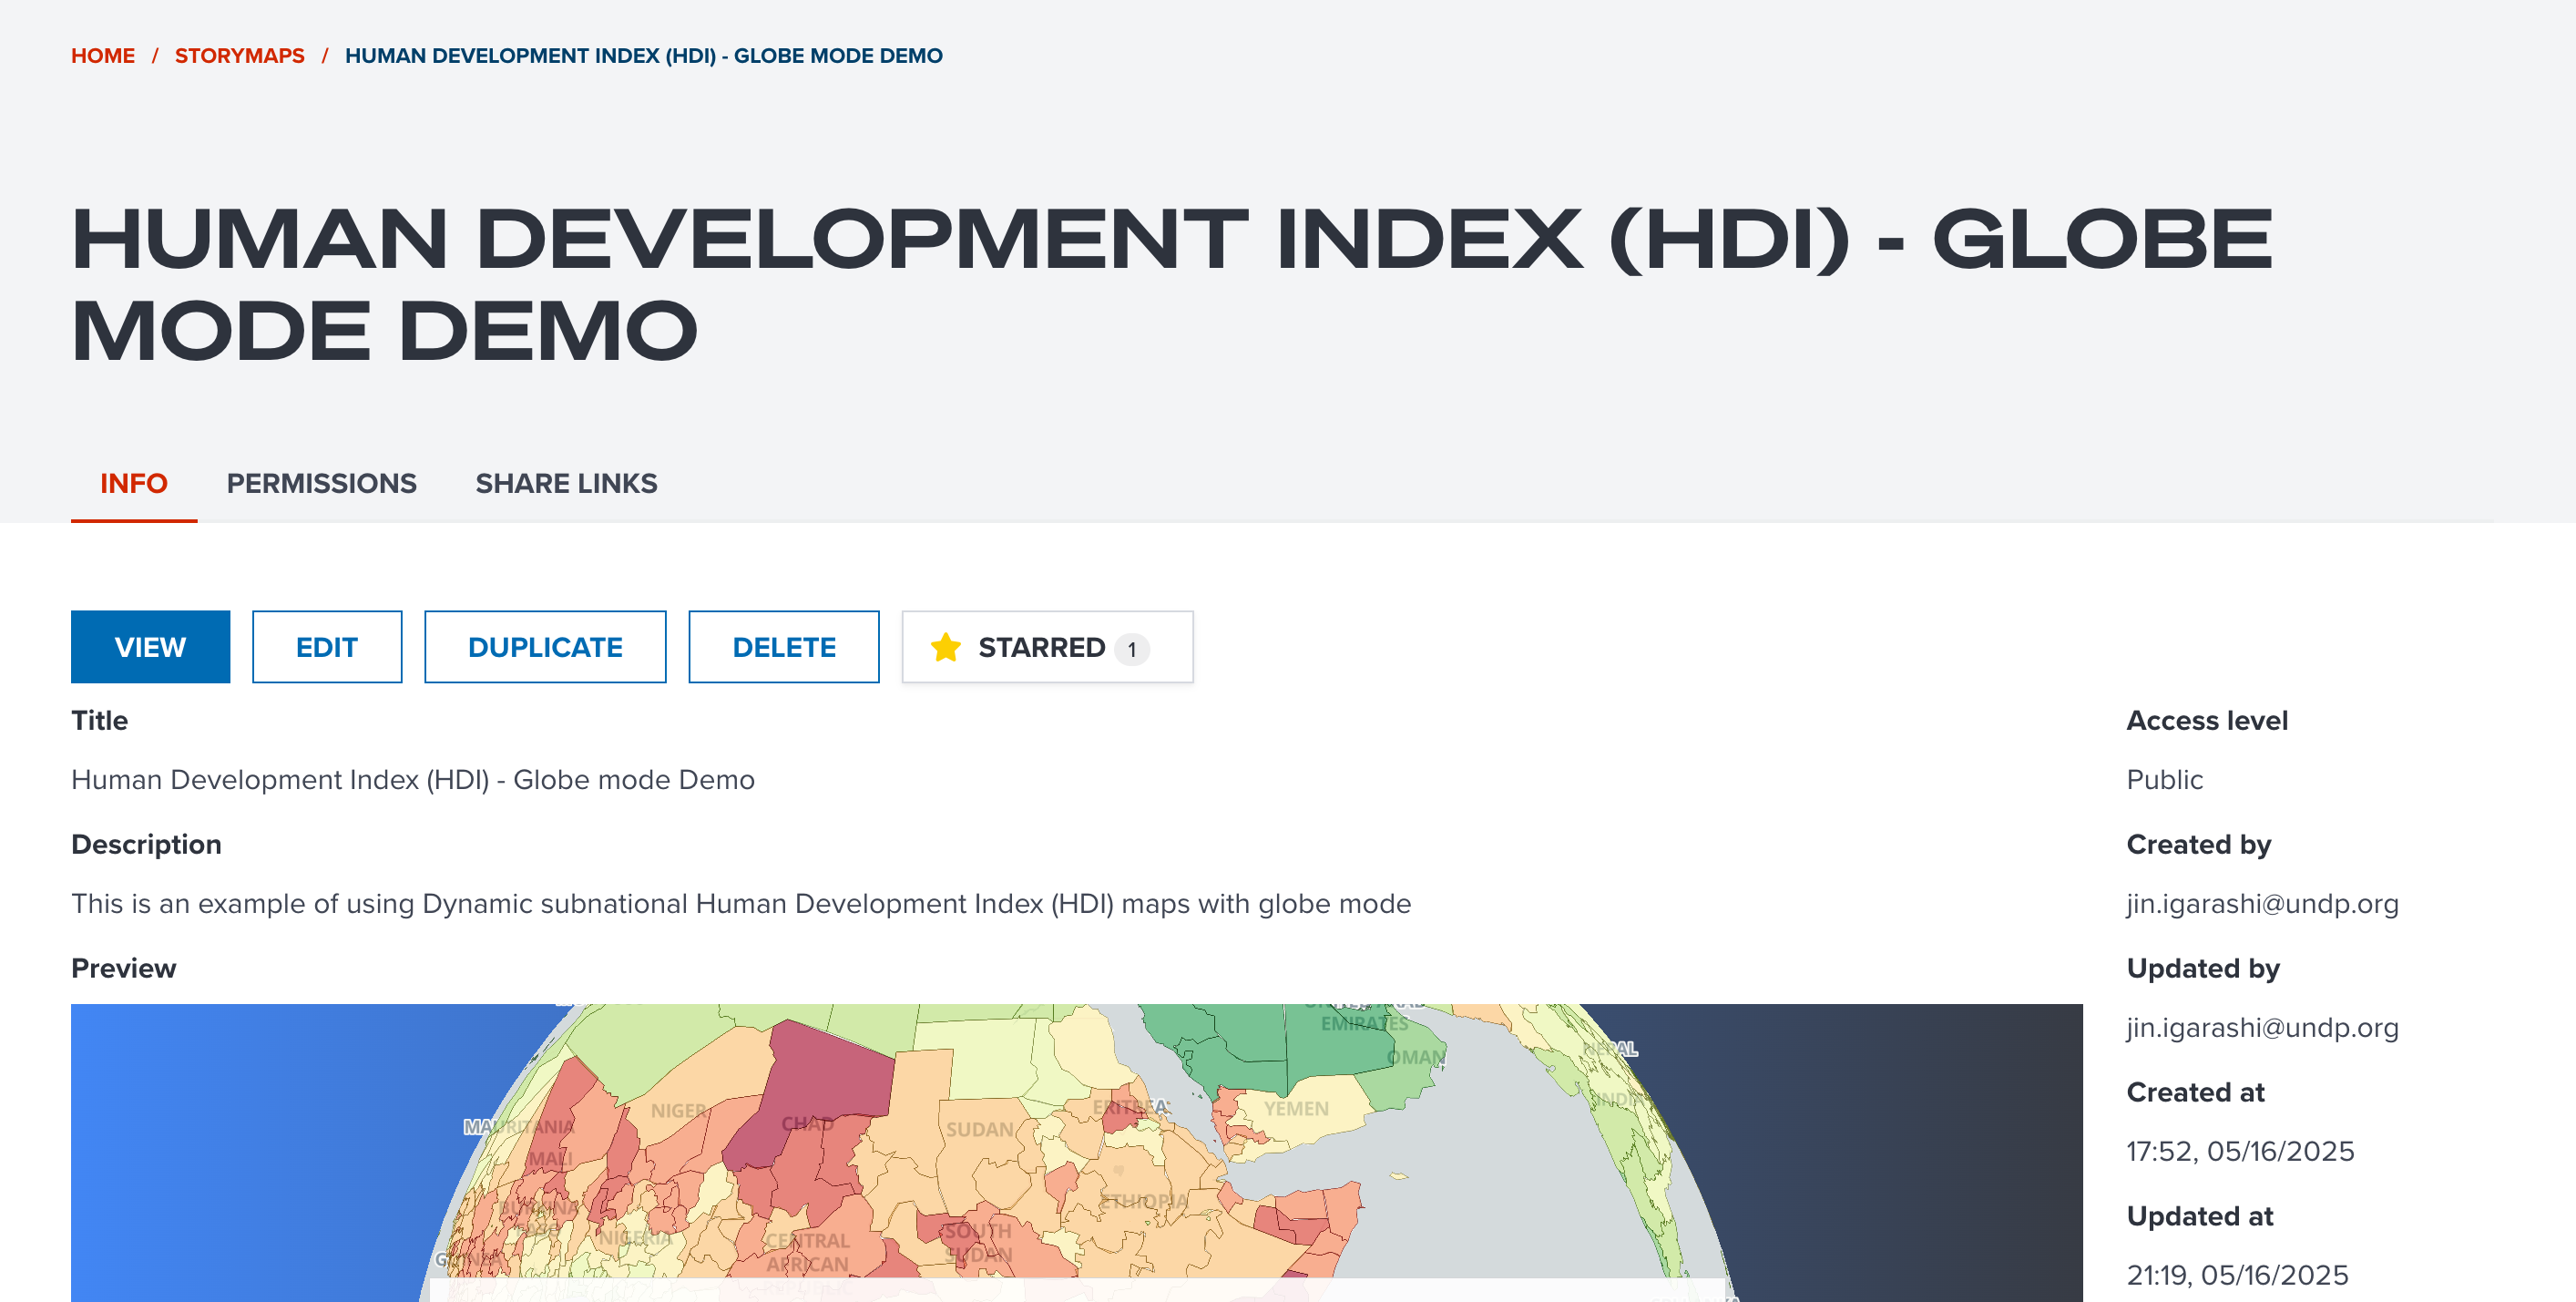 HOME / STORYMAPS / HUMAN DEVELOPMENT INDEX (HDI) - GLOBE MODE DEMO
HUMAN DEVELOPMENT INDEX (HDI) - GLOBE
MODE DEMO
INFO PERMISSIONS SHARE LINKS
VIEW EDIT DUPLICATE DELETE STARRED 1
Title
Human Development Index (HDI) - Globe mode Demo
Description
This is an example of using Dynamic subnational Human Development Index (HDI) maps with globe mode
Preview
EMIRATES
OMAN
NEPAL
INDIA
MAURITANIA
NIGER
CHAD
SUDAN
ERITREA
YEMEN
MALI
BURKINA
FASO
NIGERIA
ETHIOPIA
GUINEA
CENTRAL
AFRICAN
REPUBLIC
SOUTH
SUDAN
Access level
Public
Created by
jin.igarashi@undp.org
Updated by
jin.igarashi@undp.org
Created at
17:52, 05/16/2025
Updated at
21:19, 05/16/2025